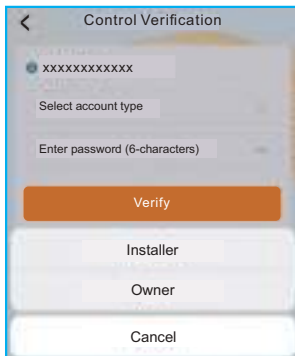 Control Verification
xxxxxxxxxxxx
Select account type
Enter password (6-characters)
Verify
Installer
Owner
Cancel